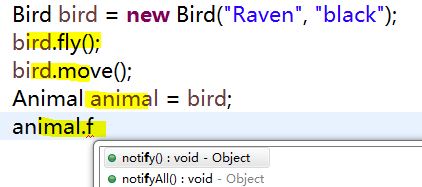 Bird bird = new Bird("Raven", "black");
bird.fly();
bird.move();
Animal animal = bird;
animal.f
notify() : void - Object
notifyAll() : void - Object